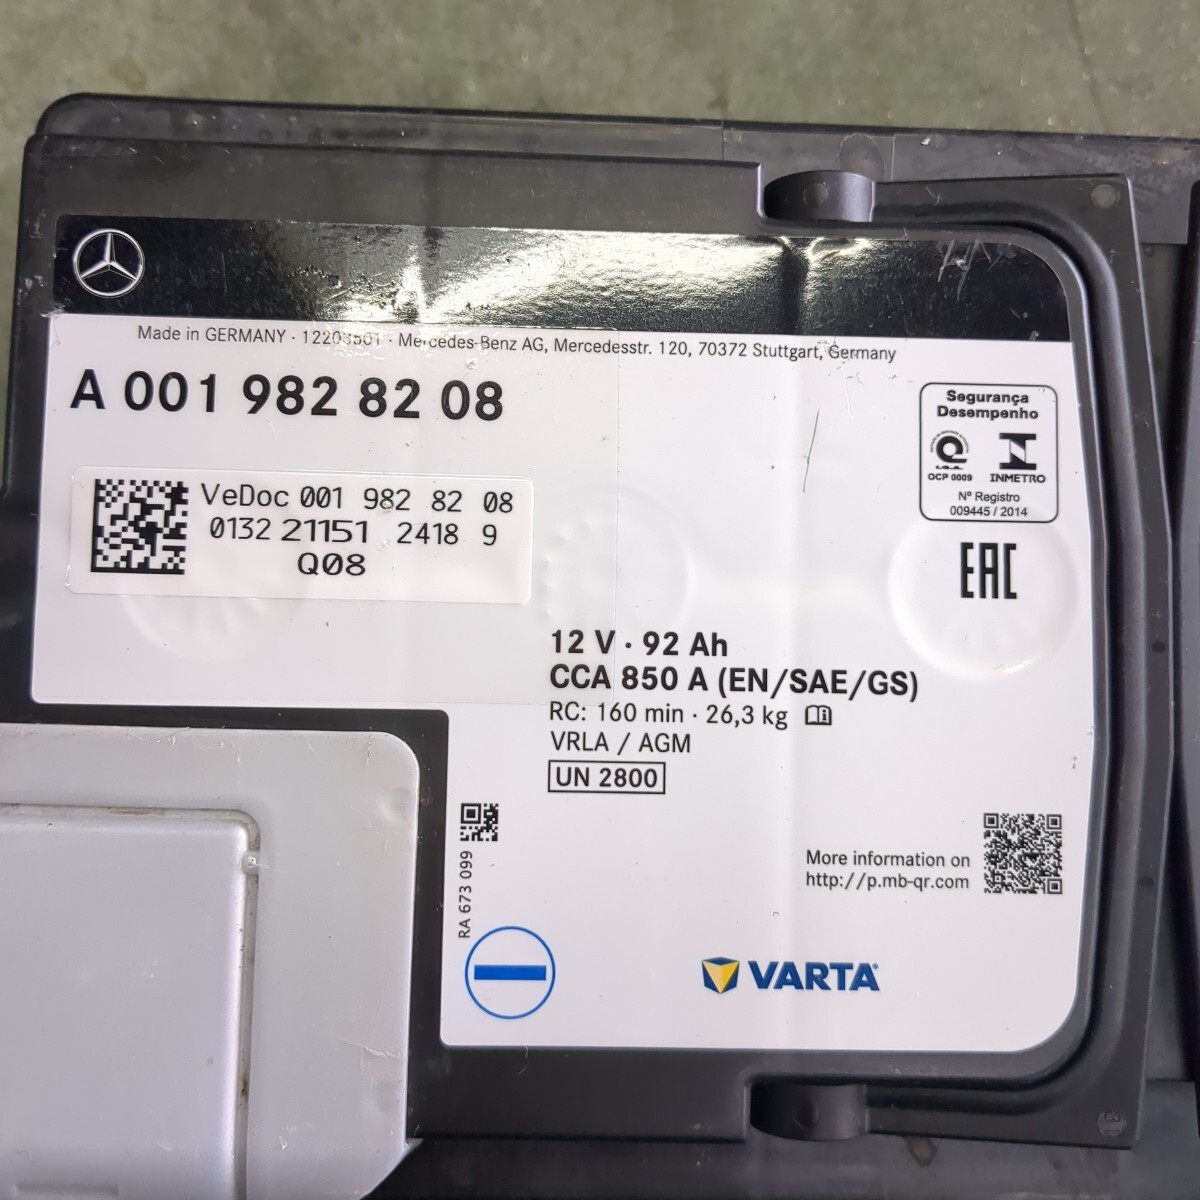 Made in GERMANY · 12203501 · Mercedes-Benz AG, Mercedesstr. 120, 70372 Stuttgart, Germany
A 001 982 82 08
Segurança
Desempenho
OCP 0009
INMETRO
Nº Registro
009445 / 2014
VeDoc 001 982 82 08
0132 21151 2418 9
Q08
EAC
12 V · 92 Ah
CCA 850 A (EN/SAE/GS)
RC: 160 min · 26,3 kg
VRLA / AGM
UN 2800
RA 673 099
More information on
http://p.mb-qr.com
VARTA